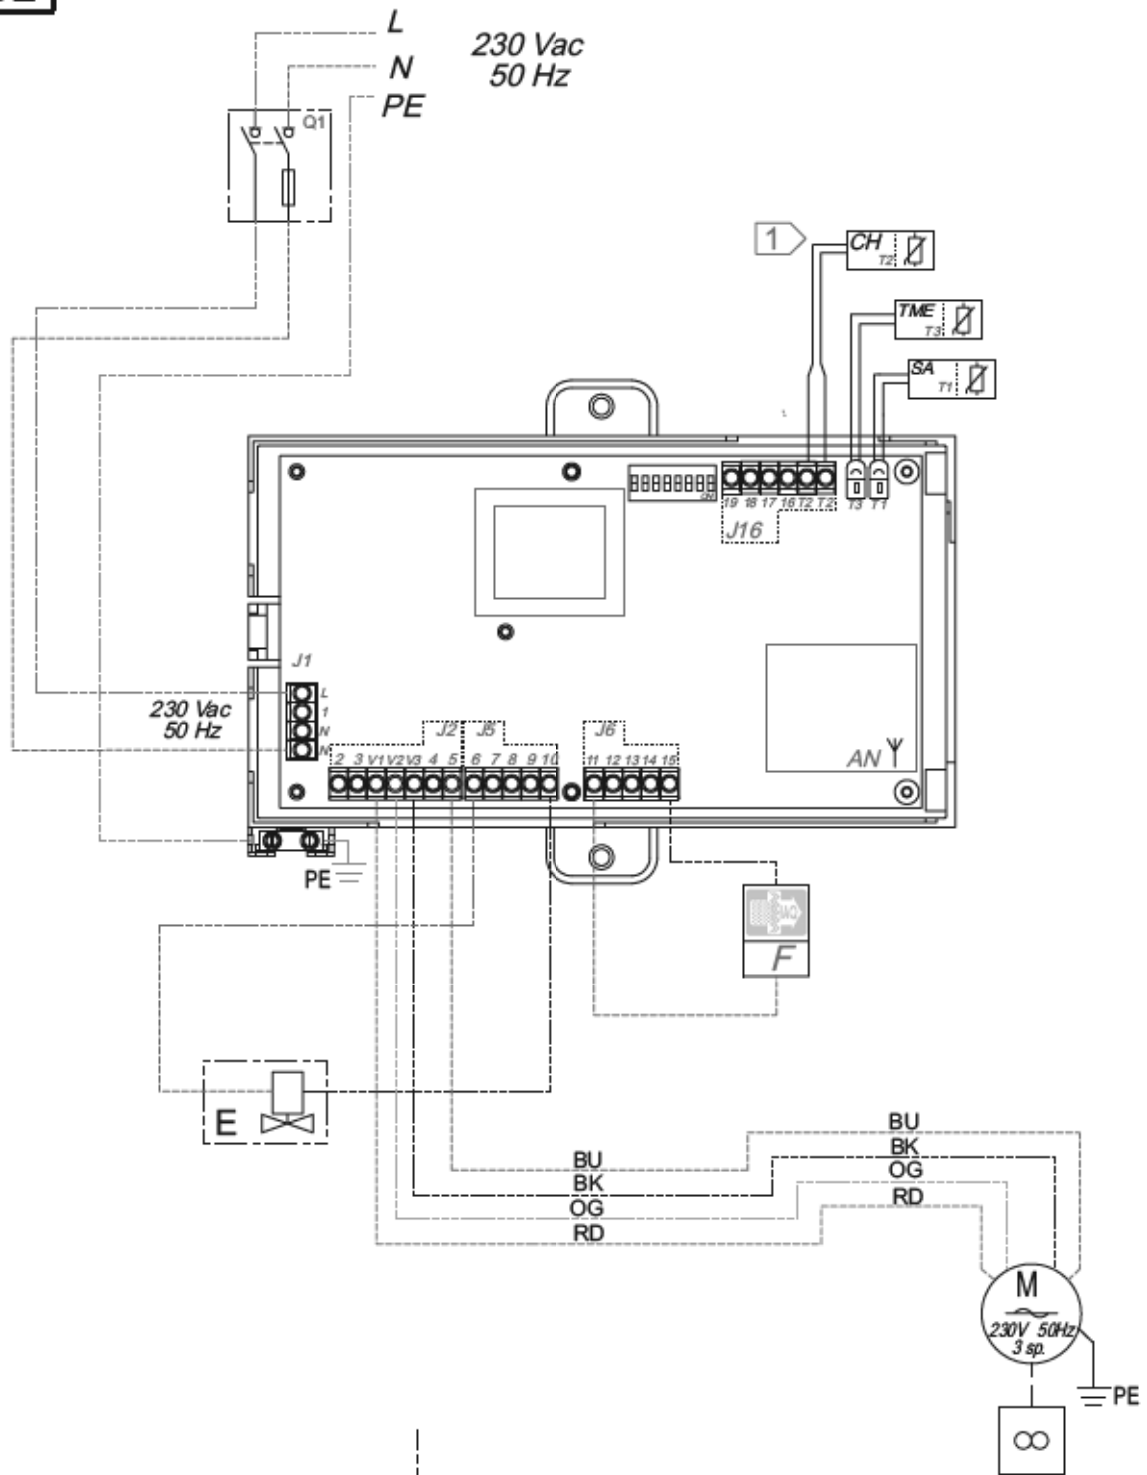 L
230 Vac
N
50 Hz
PE
Q1
1
CH
T2
TME
T3
SA
T1
ON
19 18 17 16 T2 T2 T3 T1
J16
J1
L
1
N
N
230 Vac
50 Hz
J2 J5 J6
2 3 V1 V2 V3 4 5 6 7 8 9 10 11 12 13 14 15
AN
PE
IAQ
F
E
BU
BK
OG
RD
BU
BK
OG
RD
M
230V 50Hz
3 sp.
PE